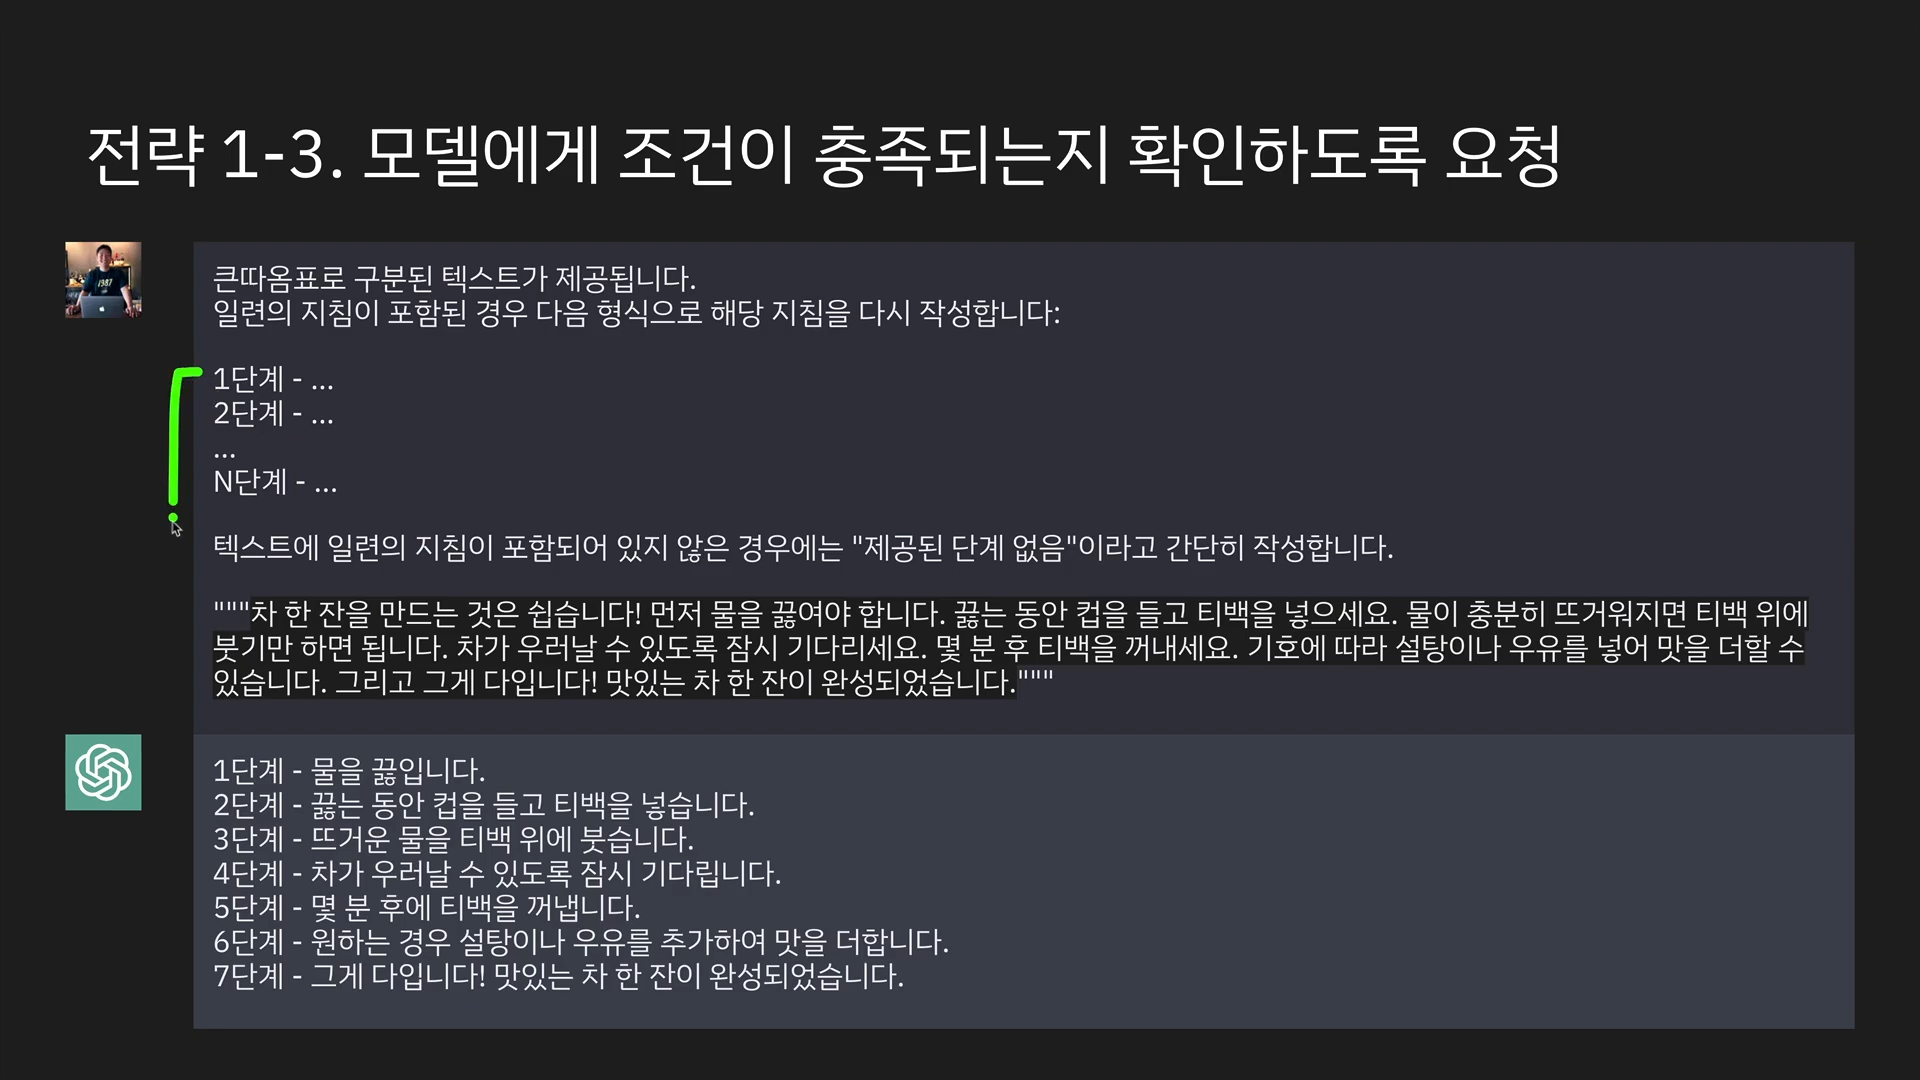 전략 1-3. 모델에게 조건이 충족되는지 확인하도록 요청
큰따옴표로 구분된 텍스트가 제공됩니다.
일련의 지침이 포함된 경우 다음 형식으로 해당 지침을 다시 작성합니다:
1단계 - ...
2단계 - ...
...
N단계 - ...
텍스트에 일련의 지침이 포함되어 있지 않은 경우에는 "제공된 단계 없음"이라고 간단히 작성합니다.
"""차 한 잔을 만드는 것은 쉽습니다! 먼저 물을 끓여야 합니다. 끓는 동안 컵을 들고 티백을 넣으세요. 물이 충분히 뜨거워지면 티백 위에
붓기만 하면 됩니다. 차가 우러날 수 있도록 잠시 기다리세요. 몇 분 후 티백을 꺼내세요. 기호에 따라 설탕이나 우유를 넣어 맛을 더할 수
있습니다. 그리고 그게 다입니다! 맛있는 차 한 잔이 완성되었습니다."""
1단계 - 물을 끓입니다.
2단계 - 끓는 동안 컵을 들고 티백을 넣습니다.
3단계 - 뜨거운 물을 티백 위에 붓습니다.
4단계 - 차가 우러날 수 있도록 잠시 기다립니다.
5단계 - 몇 분 후에 티백을 꺼냅니다.
6단계 - 원하는 경우 설탕이나 우유를 추가하여 맛을 더합니다.
7단계 - 그게 다입니다! 맛있는 차 한 잔이 완성되었습니다.